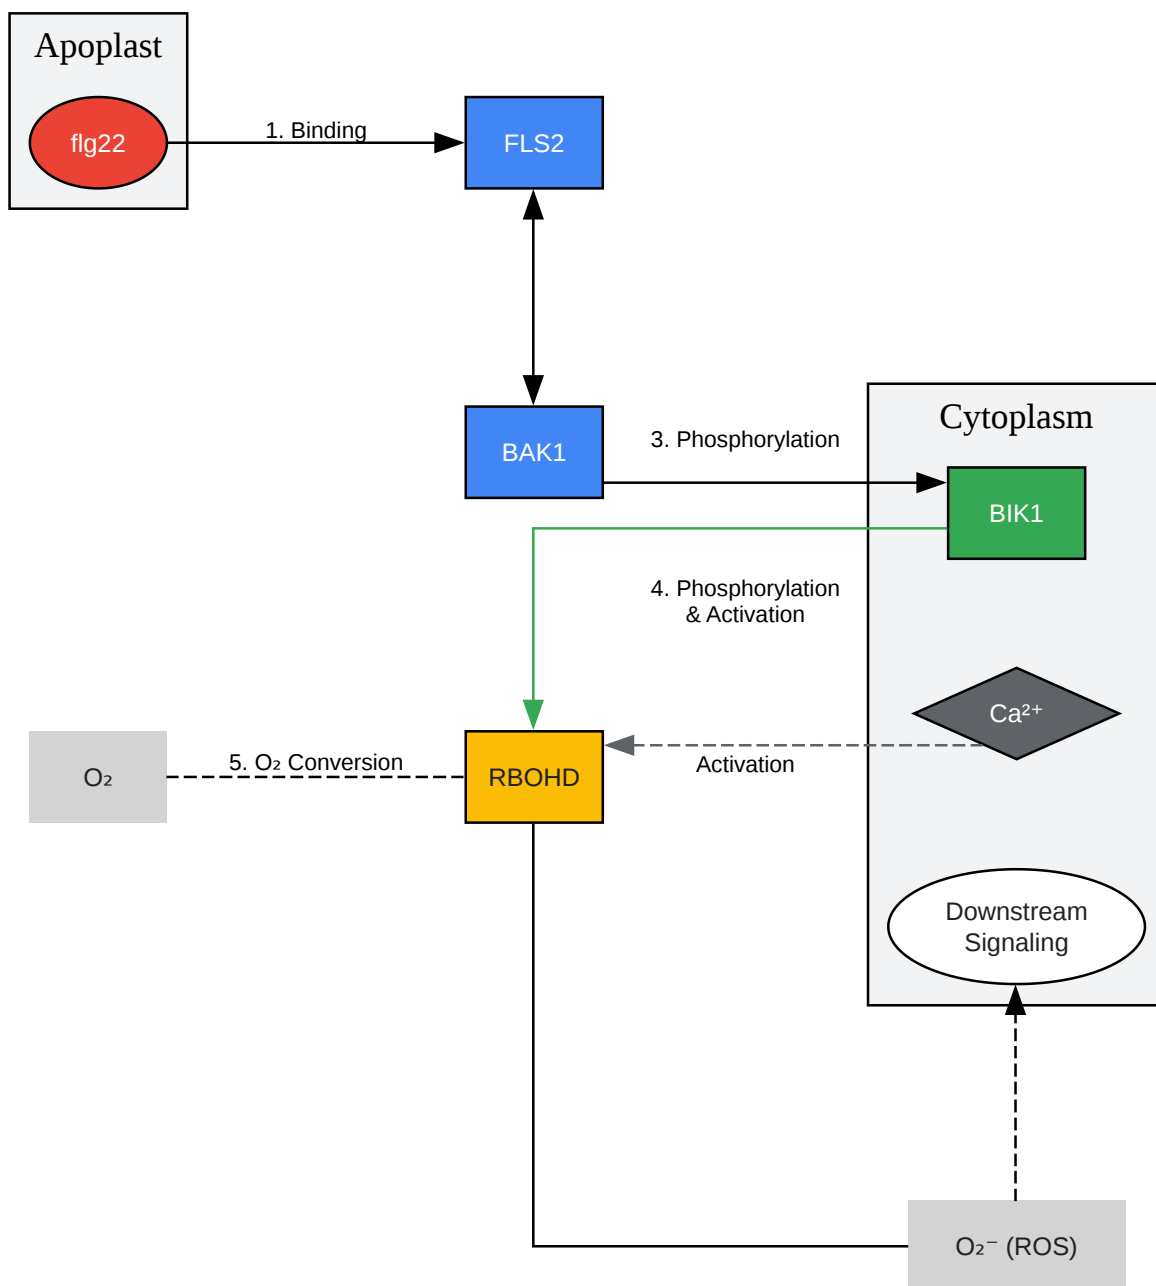 Apoplast
flg22
1. Binding
FLS2
BAK1
3. Phosphorylation
Cytoplasm
BIK1
4. Phosphorylation
& Activation
Ca²⁺
Activation
O₂
5. O₂ Conversion
RBOHD
Downstream
Signaling
O₂⁻ (ROS)